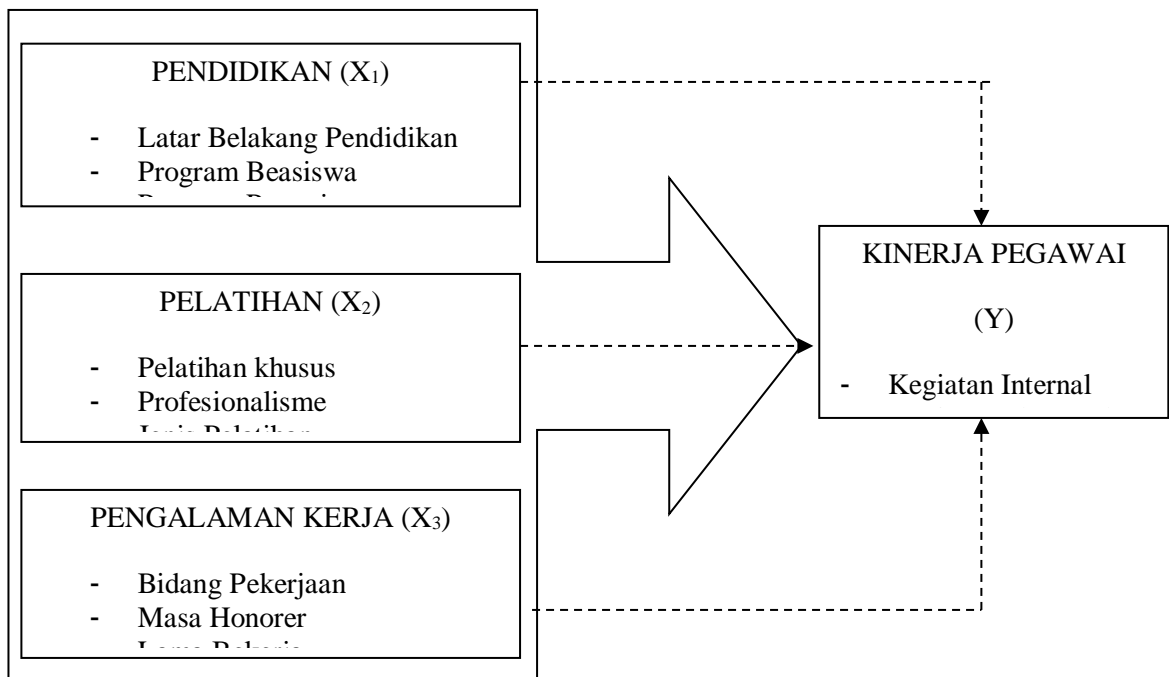 PENDIDIKAN (X₁)
- Latar Belakang Pendidikan
- Program Beasiswa
PELATIHAN (X₂)
- Pelatihan khusus
- Profesionalisme
PENGALAMAN KERJA (X₃)
- Bidang Pekerjaan
- Masa Honorer
KINERJA PEGAWAI
(Y)
- Kegiatan Internal